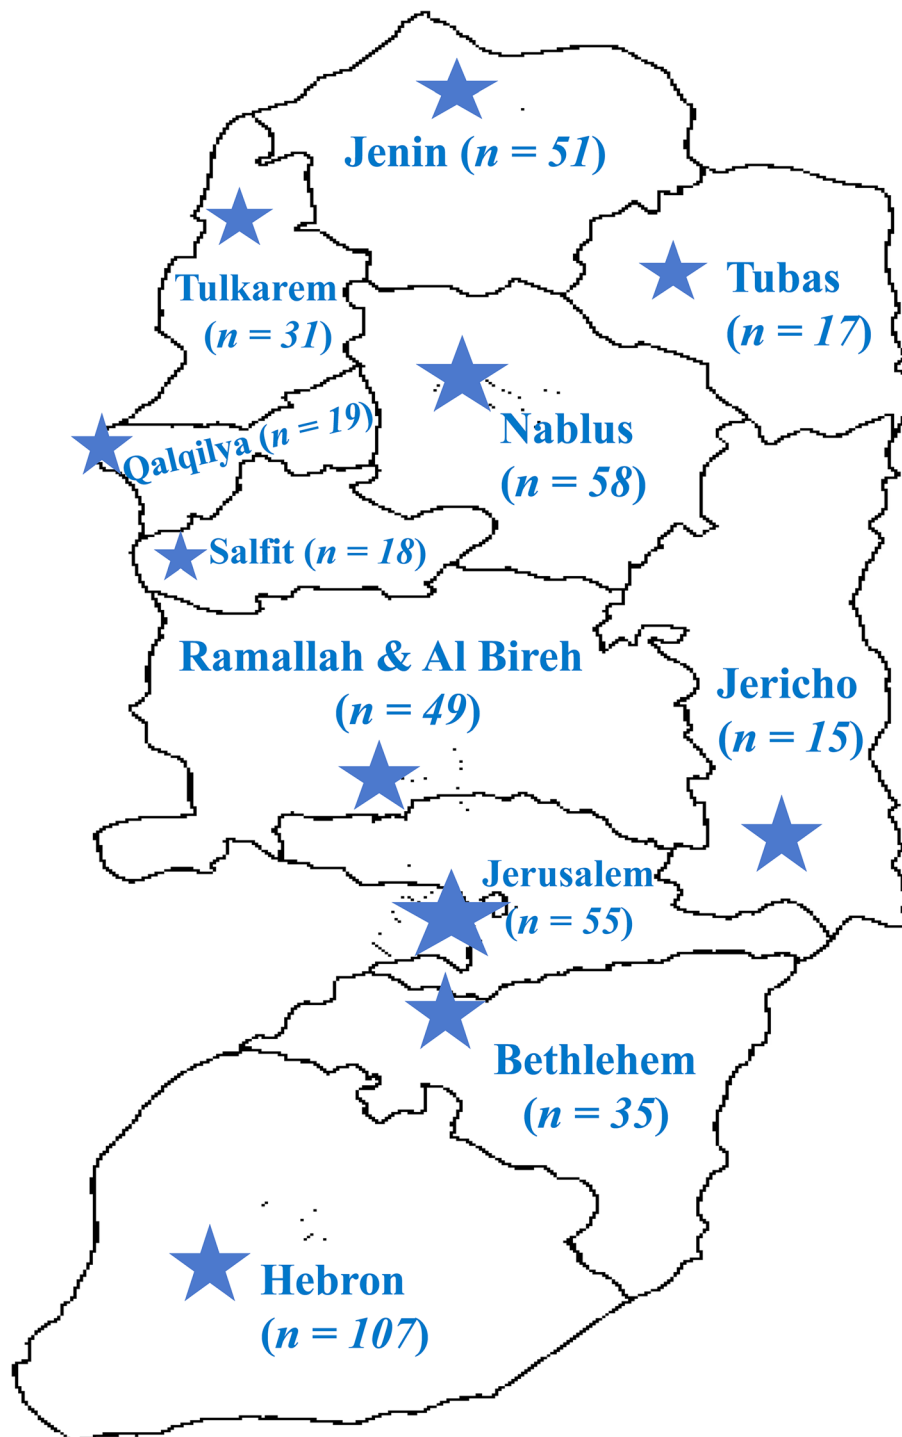 Jenin (n = 51)
Tulkarem
(n = 31)
Tubas
(n = 17)
Qalqilya (n = 19)
Nablus
(n = 58)
Salfit (n = 18)
Ramallah & Al Bireh
(n = 49)
Jericho
(n = 15)
Jerusalem
(n = 55)
Bethlehem
(n = 35)
Hebron
(n = 107)